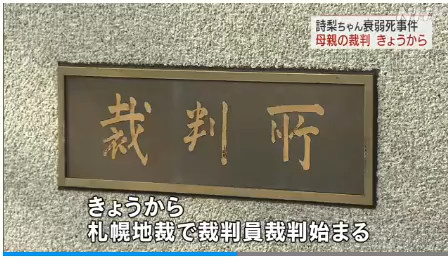 詩梨ちゃん衰弱死事件
母親の裁判 きょうから
裁判所
きょうから
札幌地裁で裁判員裁判始まる